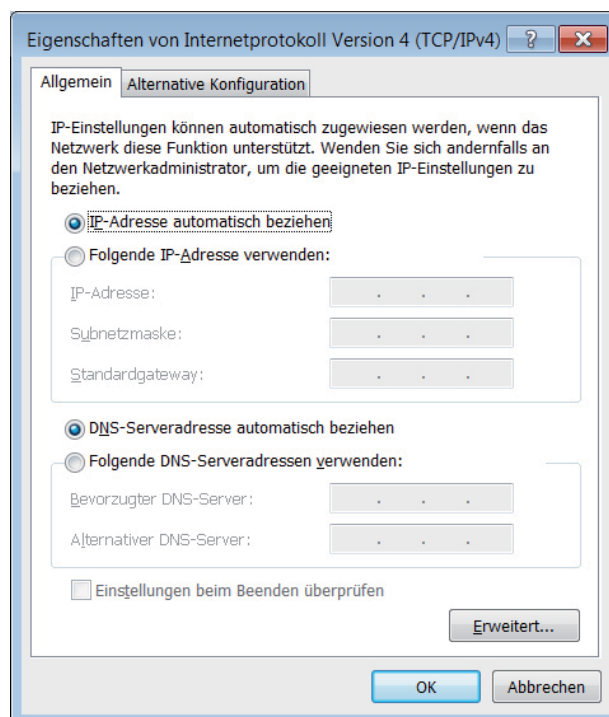 Eigenschaften von Internetprotokoll Version 4 (TCP/IPv4)
Allgemein
Alternative Konfiguration
IP-Einstellungen können automatisch zugewiesen werden, wenn das
Netzwerk diese Funktion unterstützt. Wenden Sie sich andernfalls an
den Netzwerkadministrator, um die geeigneten IP-Einstellungen zu
beziehen.
IP-Adresse automatisch beziehen
Folgende IP-Adresse verwenden:
IP-Adresse:
Subnetzmaske:
Standardgateway:
DNS-Serveradresse automatisch beziehen
Folgende DNS-Serveradressen verwenden:
Bevorzugter DNS-Server:
Alternativer DNS-Server:
Einstellungen beim Beenden überprüfen
Erweitert...
OK
Abbrechen